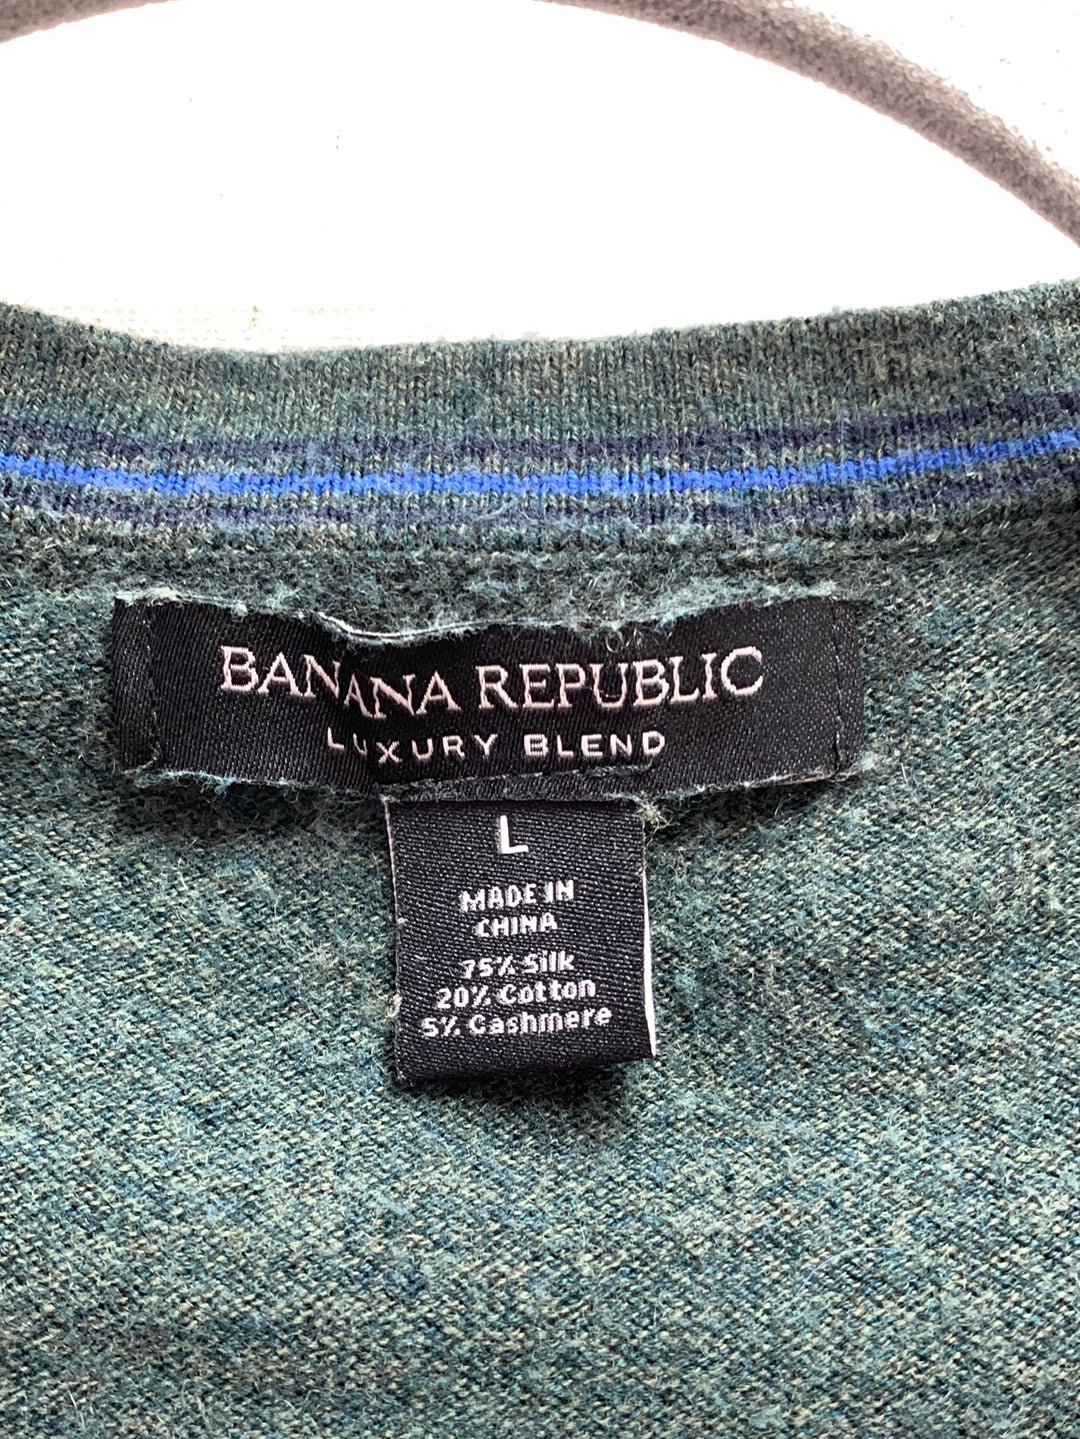 BANANA REPUBLIC
LUXURY BLEND
L
MADE IN
CHINA
75% Silk
20% Cotton
5% Cashmere